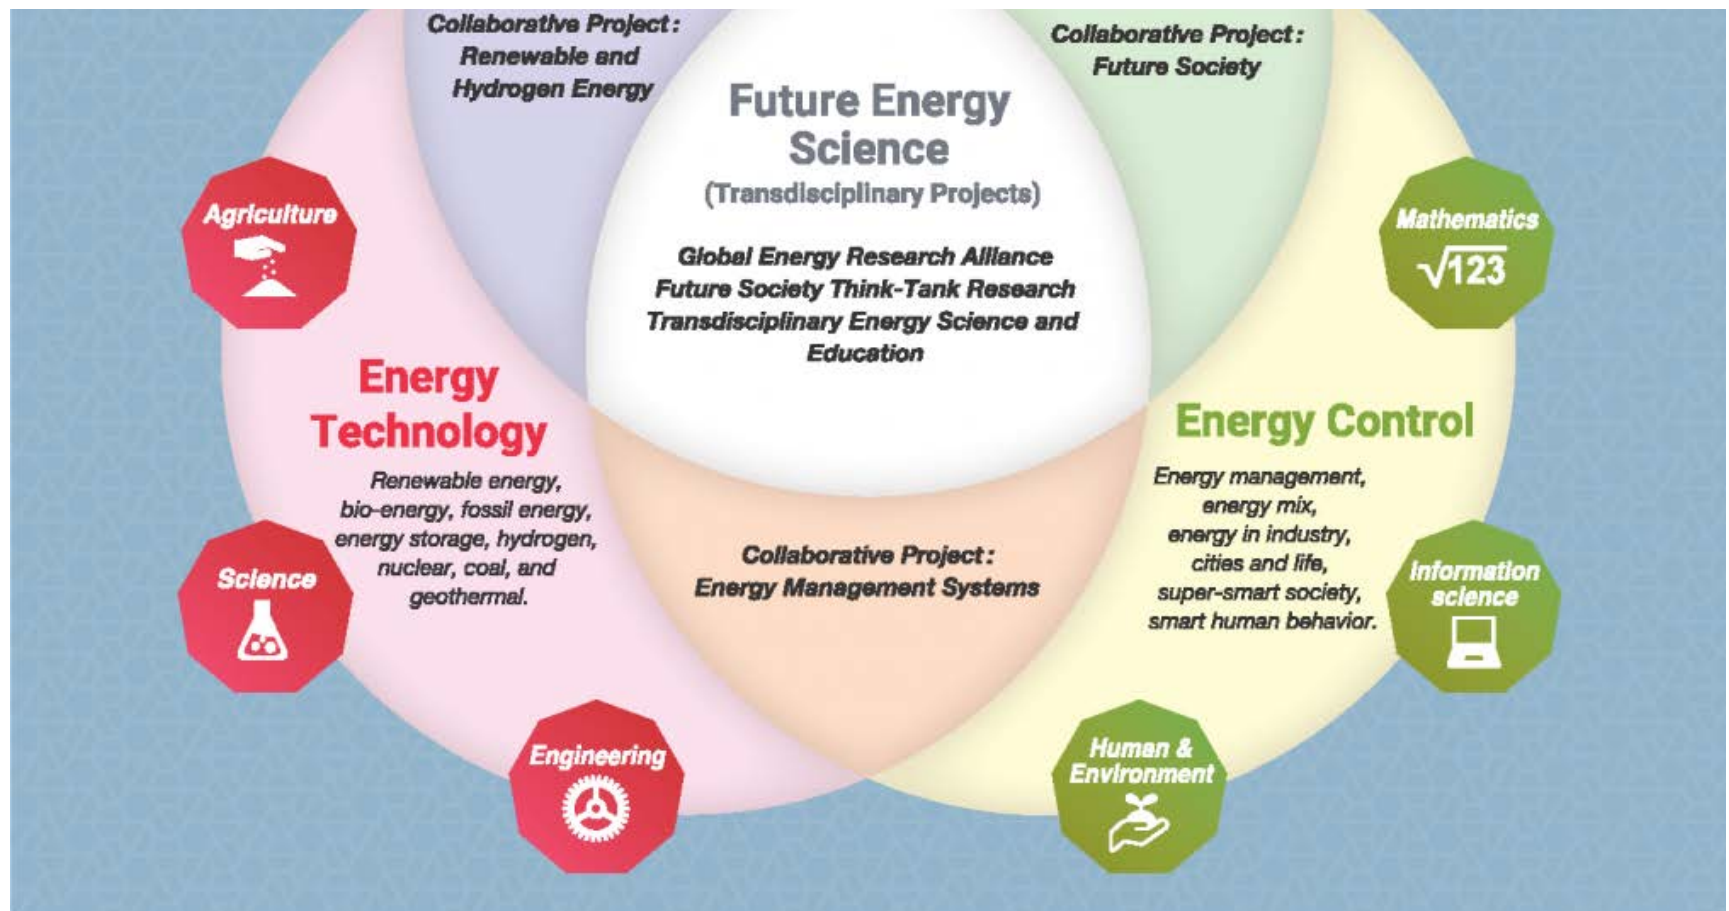 Collaborative Project:
Renewable and
Hydrogen Energy
Collaborative Project:
Future Society
Future Energy
Science
(Transdisciplinary Projects)
Global Energy Research Alliance
Future Society Think-Tank Research
Transdisciplinary Energy Science and
Education
Agriculture
Mathematics
√123
Energy
Technology
Renewable energy,
bio-energy, fossil energy,
energy storage, hydrogen,
nuclear, coal, and
geothermal.
Energy Control
Energy management,
energy mix,
energy in industry,
cities and life,
super-smart society,
smart human behavior.
Science
Collaborative Project:
Energy Management Systems
Information
science
Engineering
Human &
Environment